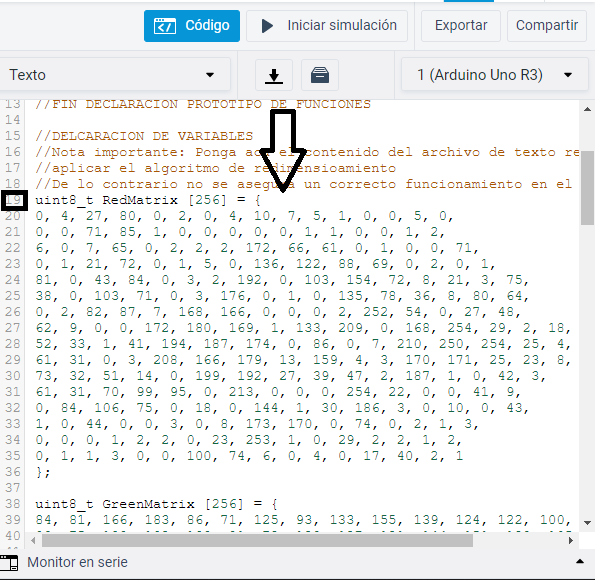 Código
Iniciar simulación
Exportar
Compartir
Texto
1 (Arduino Uno R3)
13 //FIN DECLARACION PROTOTIPO DE FUNCIONES
14
15 //DELCARACION DE VARIABLES
16 //Nota importante: Ponga contenido del archivo de texto re
17 //aplicar el algoritmo de
18 //De lo contrario no se un correcto funcionamiento en el
19 uint8_t RedMatrix [256] = {
20 0, 4, 27, 80, 0, 2, 0, 4, 10, 7, 5, 1, 0, 0, 5, 0,
21 0, 0, 71, 85, 1, 0, 0, 0, 0, 0, 1, 1, 0, 0, 1, 2,
22 6, 0, 7, 65, 0, 2, 2, 2, 172, 66, 61, 0, 1, 0, 0, 71,
23 0, 1, 21, 72, 0, 1, 5, 0, 136, 122, 88, 69, 0, 2, 0, 1,
24 81, 0, 43, 84, 0, 3, 2, 192, 0, 103, 154, 72, 8, 21, 3, 75,
25 38, 0, 103, 71, 0, 3, 176, 0, 1, 0, 135, 78, 36, 8, 80, 64,
26 0, 2, 82, 87, 7, 168, 166, 0, 0, 0, 2, 252, 54, 0, 27, 48,
27 62, 9, 0, 0, 172, 180, 169, 1, 133, 209, 0, 168, 254, 29, 2, 18,
28 52, 33, 1, 41, 194, 187, 174, 0, 86, 0, 7, 210, 250, 254, 25, 4,
29 61, 31, 0, 3, 208, 166, 179, 13, 159, 4, 3, 170, 171, 25, 23, 8,
30 73, 32, 51, 14, 0, 199, 192, 27, 39, 47, 2, 187, 1, 0, 42, 3,
31 61, 31, 70, 99, 95, 0, 213, 0, 0, 0, 254, 22, 0, 0, 41, 9,
32 0, 84, 106, 75, 0, 18, 0, 144, 1, 30, 186, 3, 0, 10, 0, 43,
33 1, 0, 44, 0, 0, 3, 0, 8, 173, 170, 0, 74, 0, 2, 1, 3,
34 0, 0, 0, 1, 2, 2, 0, 23, 253, 1, 0, 29, 2, 2, 1, 2,
35 0, 1, 1, 3, 0, 0, 100, 74, 6, 0, 4, 0, 17, 40, 2, 1
36 };
37
38 uint8_t GreenMatrix [256] = {
39 84, 81, 166, 183, 86, 71, 125, 93, 133, 155, 139, 124, 122, 100,
40
Monitor en serie